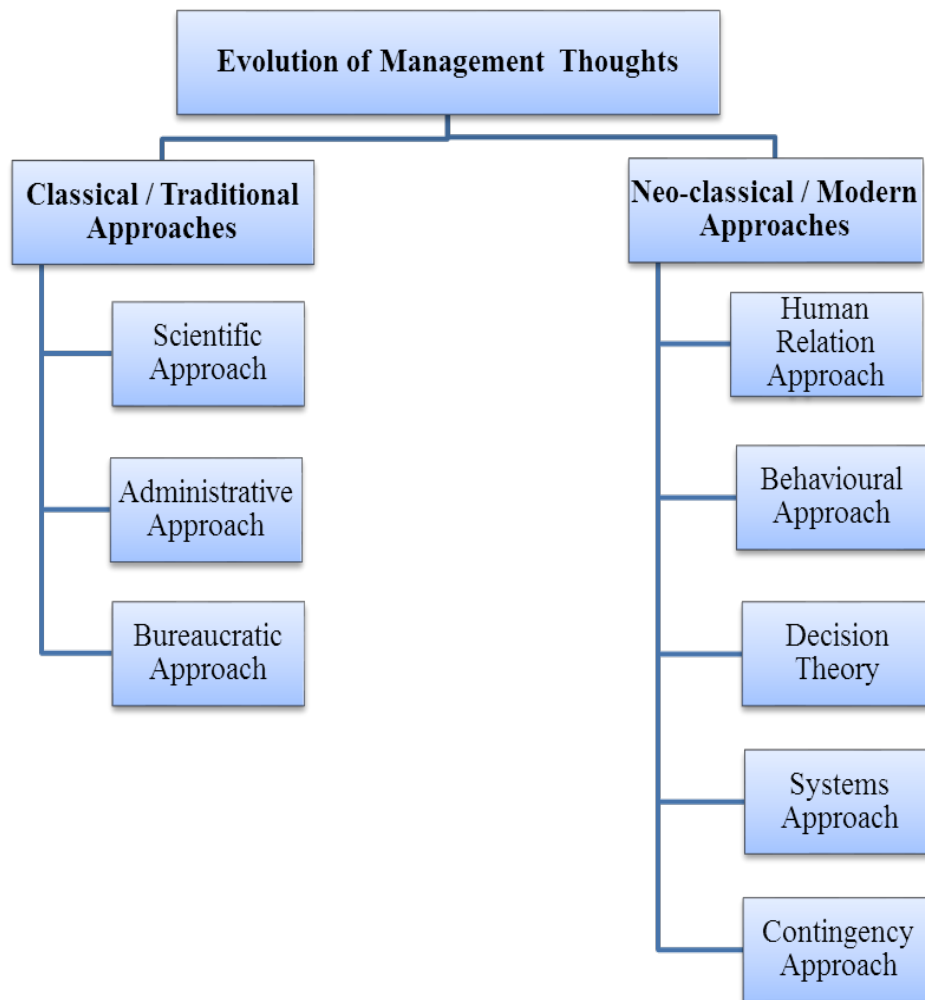 Evolution of Management Thoughts
Classical / Traditional
Approaches
Scientific
Approach
Administrative
Approach
Bureaucratic
Approach
Neo-classical / Modern
Approaches
Human
Relation
Approach
Behavioural
Approach
Decision
Theory
Systems
Approach
Contingency
Approach